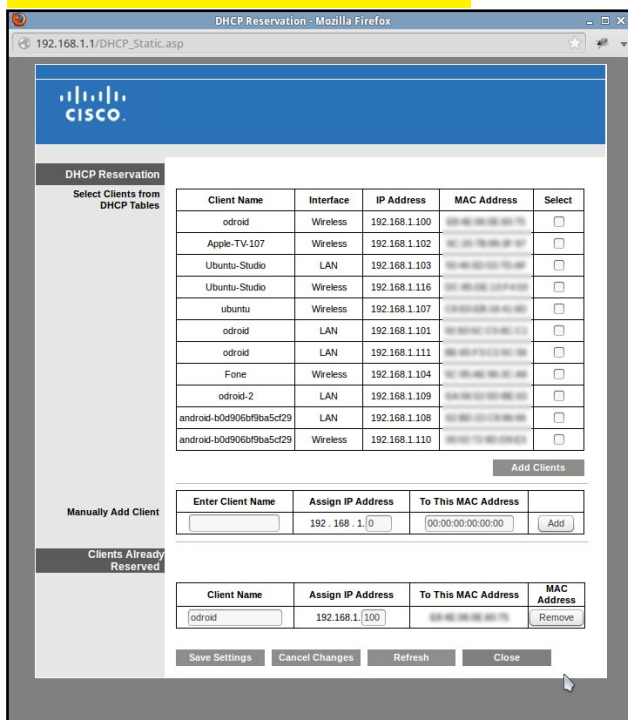 DHCP Reservation - Mozilla Firefox
192.168.1.1/DHCP_Static.asp
CISCO.
DHCP Reservation
Select Clients from
DHCP Tables
Client Name Interface IP Address MAC Address Select
odroid Wireless 192.168.1.100
Apple-TV-107 Wireless 192.168.1.102
Ubuntu-Studio LAN 192.168.1.103
Ubuntu-Studio Wireless 192.168.1.116
ubuntu Wireless 192.168.1.107
odroid LAN 192.168.1.101
odroid LAN 192.168.1.111
Fone Wireless 192.168.1.104
odroid-2 LAN 192.168.1.109
android-b0d906bf9ba5cf29 LAN 192.168.1.108
android-b0d906bf9ba5cf29 Wireless 192.168.1.110
Add Clients
Manually Add Client
Enter Client Name Assign IP Address To This MAC Address
192 . 168 . 1. 0 00:00:00:00:00:00 Add
Clients Already
Reserved
Client Name Assign IP Address To This MAC Address MAC Address
odroid 192.168.1. 100 Remove
Save Settings Cancel Changes Refresh Close